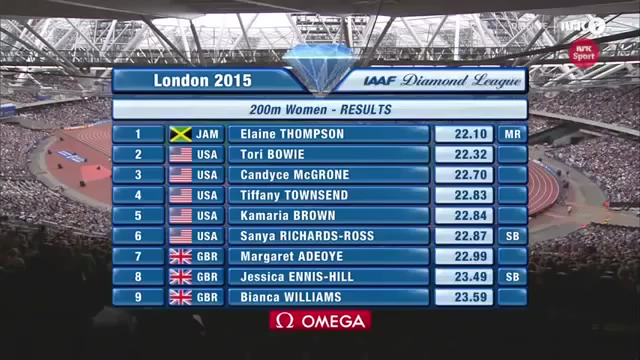 NRK1
NRK
Sport
London 2015 IAAF Diamond League
200m Women - RESULTS
1 JAM Elaine THOMPSON 22.10 MR
2 USA Tori BOWIE 22.32
3 USA Candyce McGRONE 22.70
4 USA Tiffany TOWNSEND 22.83
5 USA Kamaria BROWN 22.84
6 USA Sanya RICHARDS-ROSS 22.87 SB
7 GBR Margaret ADEOYE 22.99
8 GBR Jessica ENNIS-HILL 23.49 SB
9 GBR Bianca WILLIAMS 23.59
Ω OMEGA